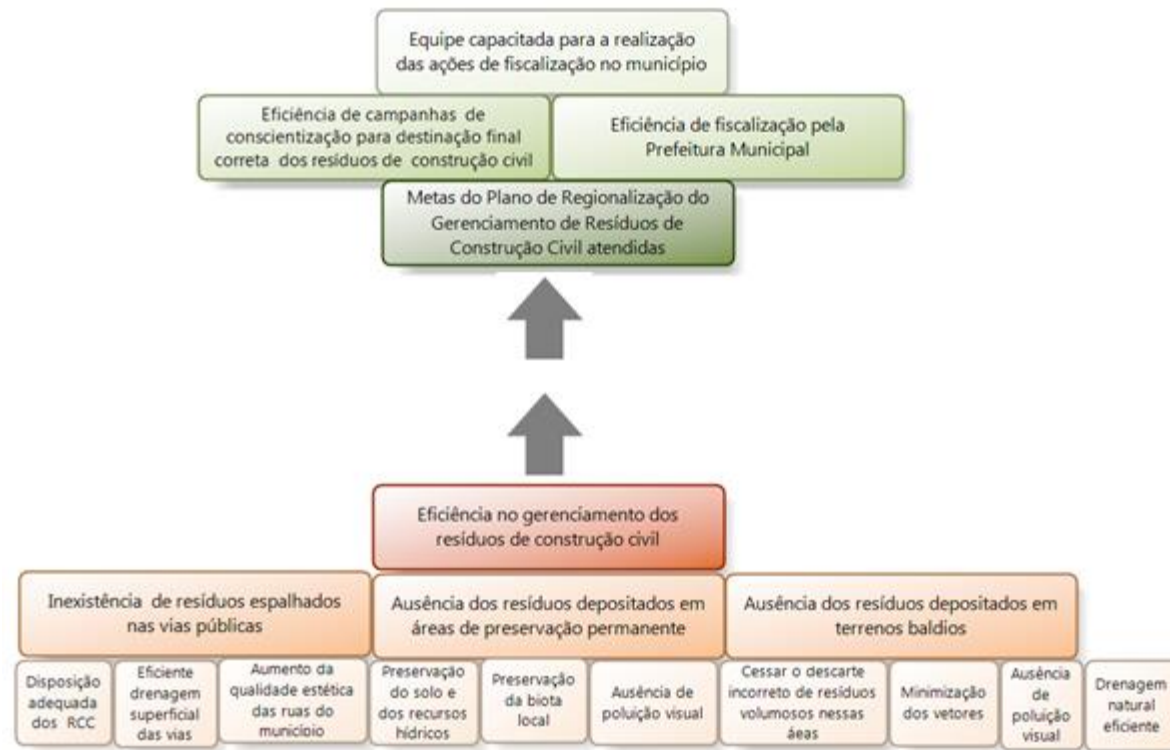 Equipe capacitada para a realização
das ações de fiscalização no município
Eficiência de campanhas de
conscientização para destinação final
correta dos resíduos de construção civil
Eficiência de fiscalização pela
Prefeitura Municipal
Metas do Plano de Regionalização do
Gerenciamento de Resíduos de
Construção Civil atendidas
Eficiência no gerenciamento dos
resíduos de construção civil
Inexistência de resíduos espalhados
nas vias públicas
Ausência dos resíduos depositados em
áreas de preservação permanente
Ausência dos resíduos depositados em
terrenos baldios
Disposição
adequada
dos RCC
Eficiente
drenagem
superficial
das vias
Aumento da
qualidade estética
das ruas do
município
Preservação
do solo e
dos recursos
hídricos
Preservação
da biota
local
Ausência de
poluição visual
Cessar o descarte
incorreto de resíduos
volumosos nessas
áeas
Minimização
dos vetores
Ausência
de
poluição
visual
Drenagem
natural
eficiente